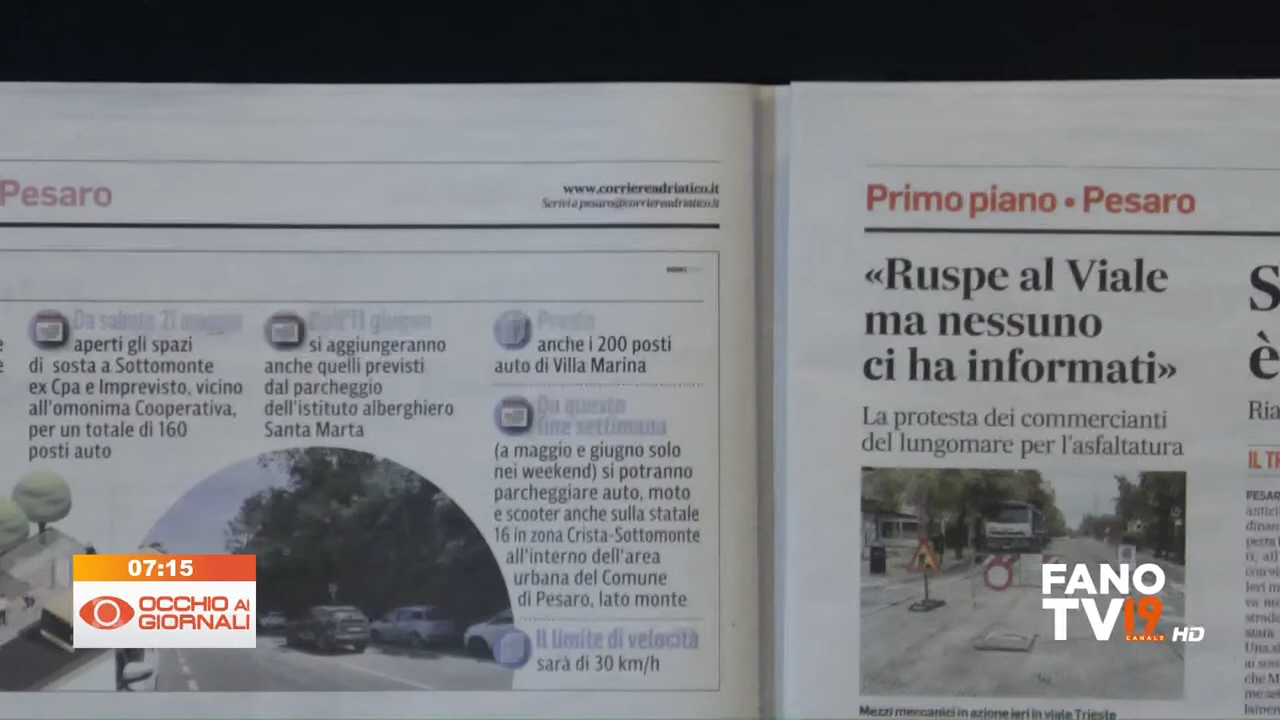 Pesaro
www.corriereadriatico.it
Scrivi a pesaro@corriereadriatico.it
Da sabato 21 maggio
aperti gli spazi
di sosta a Sottomonte
ex Cpa e Imprevisto, vicino
all'omonima Cooperativa,
per un totale di 160
posti auto
Dall'11 giugno
si aggiungeranno
anche quelli previsti
dal parcheggio
dell'istituto alberghiero
Santa Marta
Presto
anche i 200 posti
auto di Villa Marina
Da questo
fine settimana
(a maggio e giugno solo
nei weekend) si potranno
parcheggiare auto, moto
e scooter anche sulla statale
16 in zona Crista-Sottomonte
all'interno dell'area
urbana del Comune
di Pesaro, lato monte
Il limite di velocità
sarà di 30 km/h
Primo piano • Pesaro
«Ruspe al Viale
ma nessuno
ci ha informati»
La protesta dei commercianti
del lungomare per l'asfaltatura
Mezzi meccanici in azione ieri in viale Trieste
S
è
Ria
IL T
07:15
OCCHIO AI
GIORNALI
FANO
TV19
CANALE HD